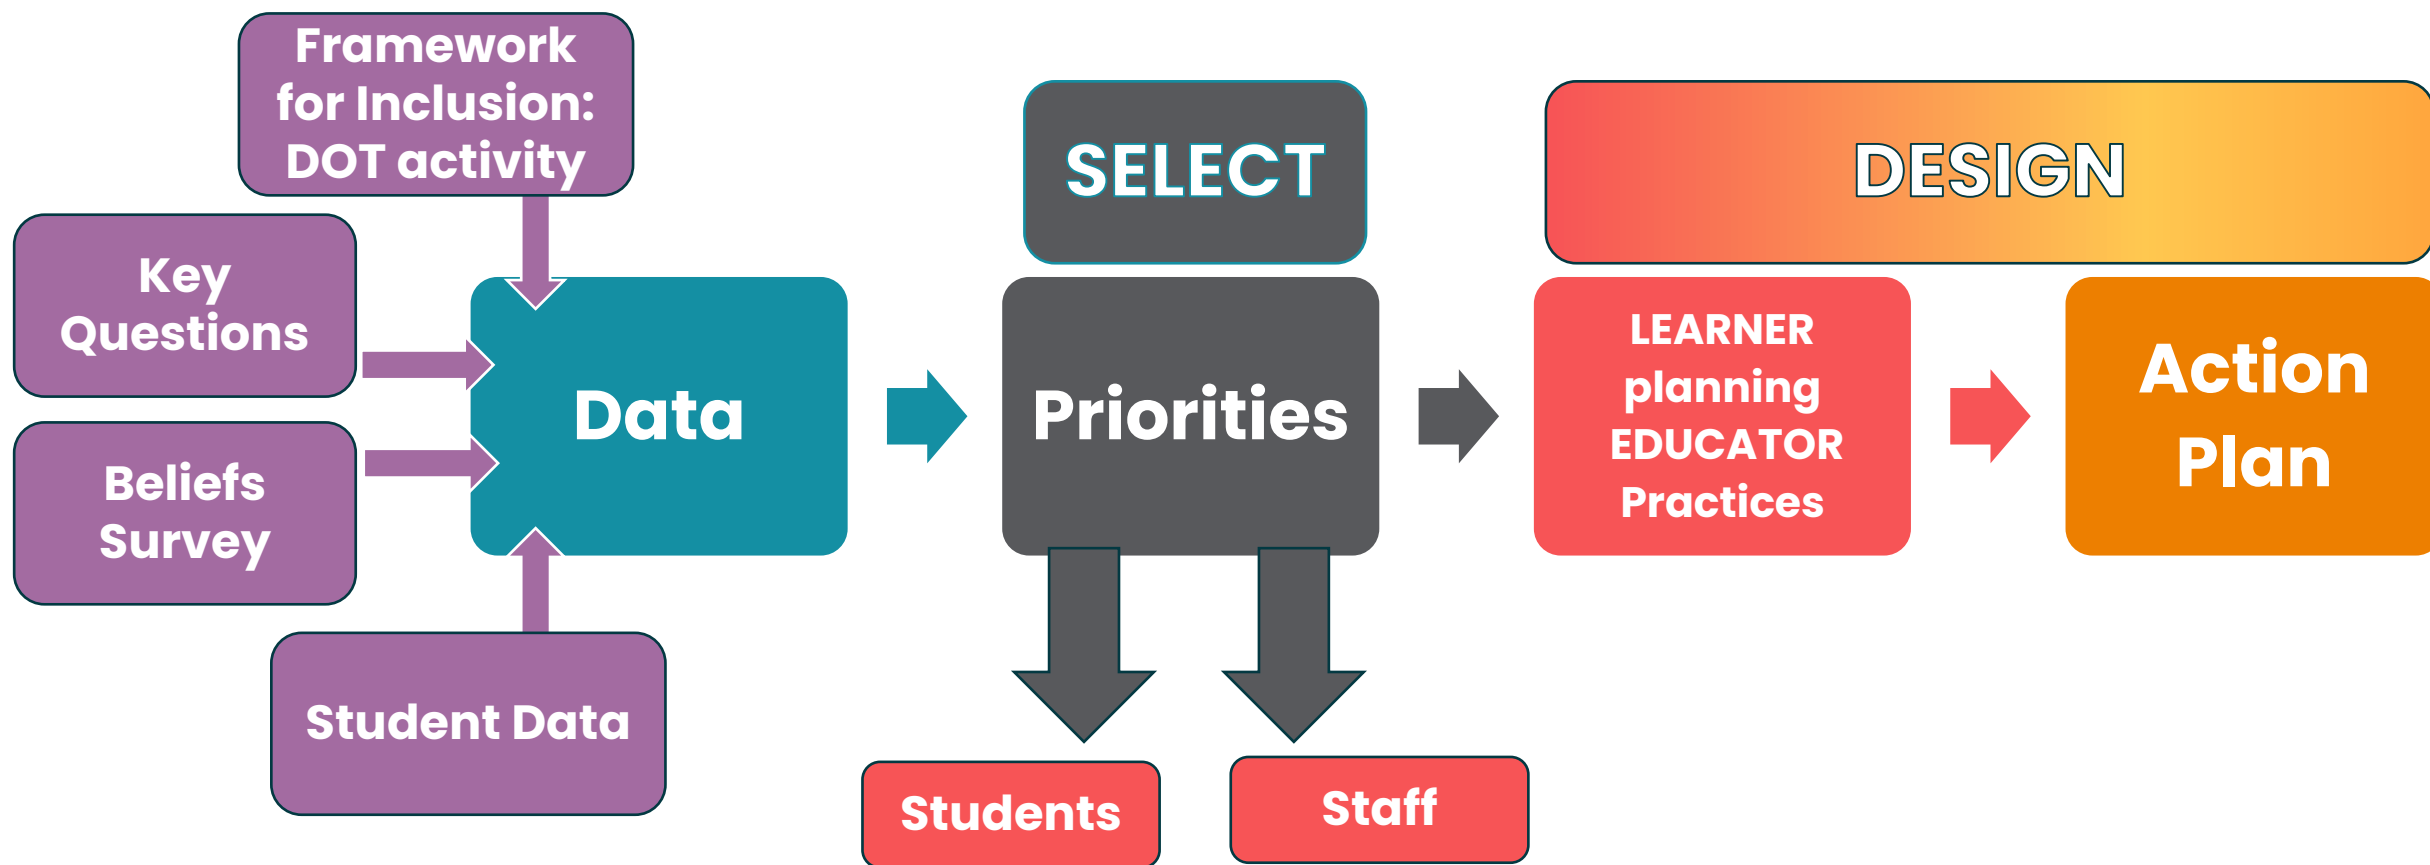 Framework
for Inclusion:
DOT activity
Key
Questions
Beliefs
Survey
Student Data
Data
SELECT
Priorities
Students
Staff
DESIGN
LEARNER
planning
EDUCATOR
Practices
Action
Plan